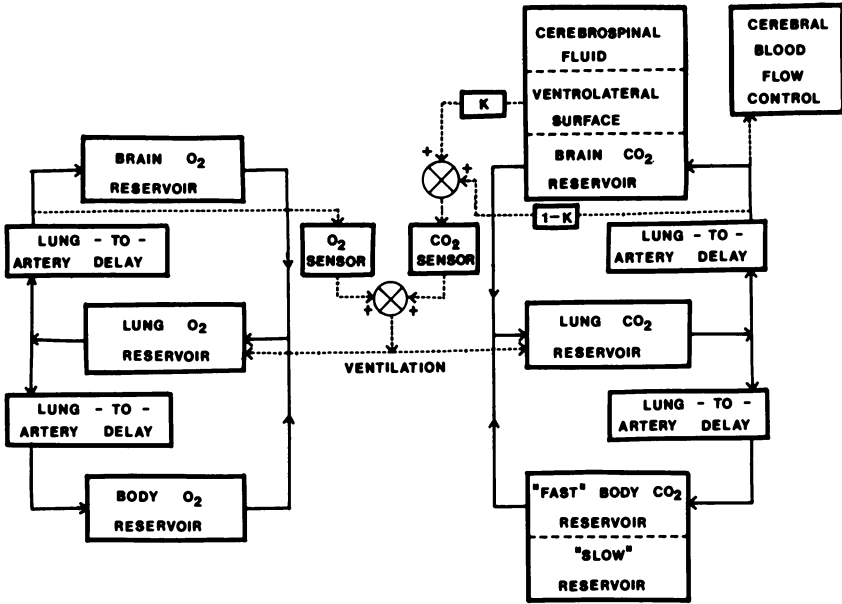 CEREBROSPINAL
FLUID
VENTROLATERAL
SURFACE
BRAIN CO2
RESERVOIR
CEREBRAL
BLOOD
FLOW
CONTROL
K
+
+
1-K
BRAIN O2
RESERVOIR
LUNG - TO -
ARTERY DELAY
O2
SENSOR
CO2
SENSOR
LUNG - TO -
ARTERY DELAY
+
+
LUNG O2
RESERVOIR
VENTILATION
LUNG CO2
RESERVOIR
LUNG - TO -
ARTERY DELAY
LUNG - TO -
ARTERY DELAY
BODY O2
RESERVOIR
"FAST" BODY CO2
RESERVOIR
"SLOW"
RESERVOIR